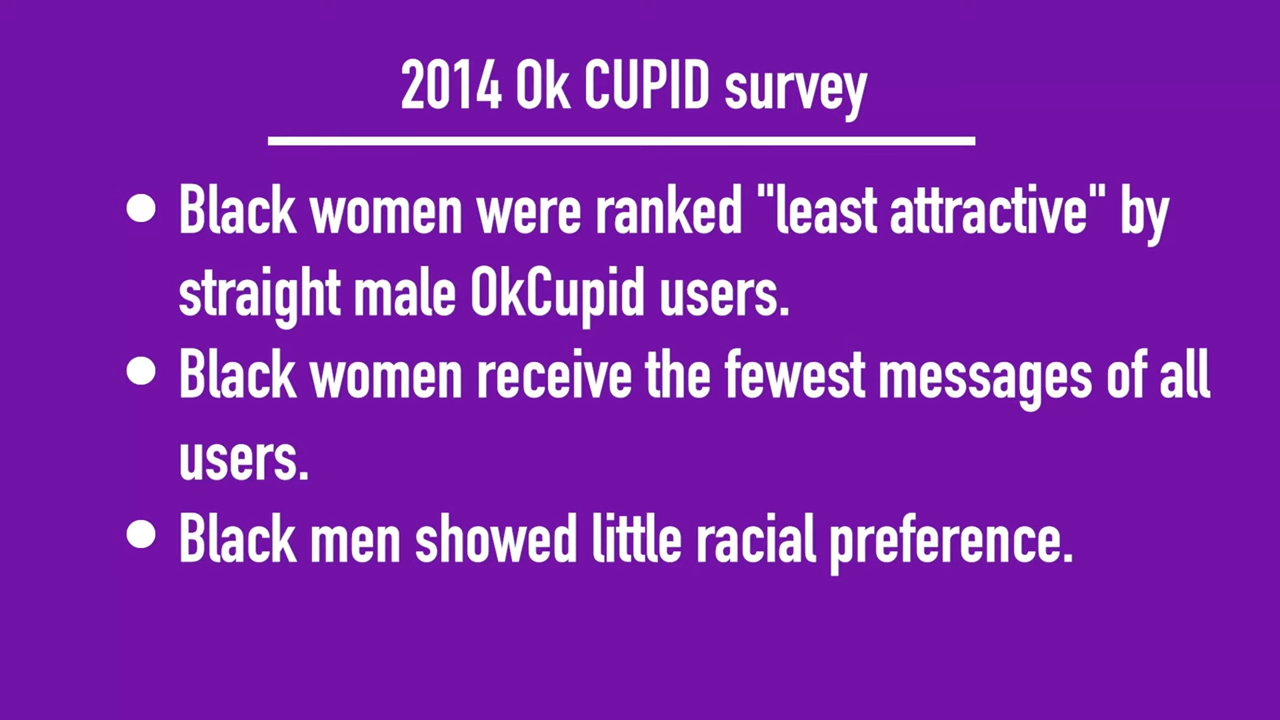 2014 Ok CUPID survey
● Black women were ranked "least attractive" by
straight male OkCupid users.
● Black women receive the fewest messages of all
users.
● Black men showed little racial preference.